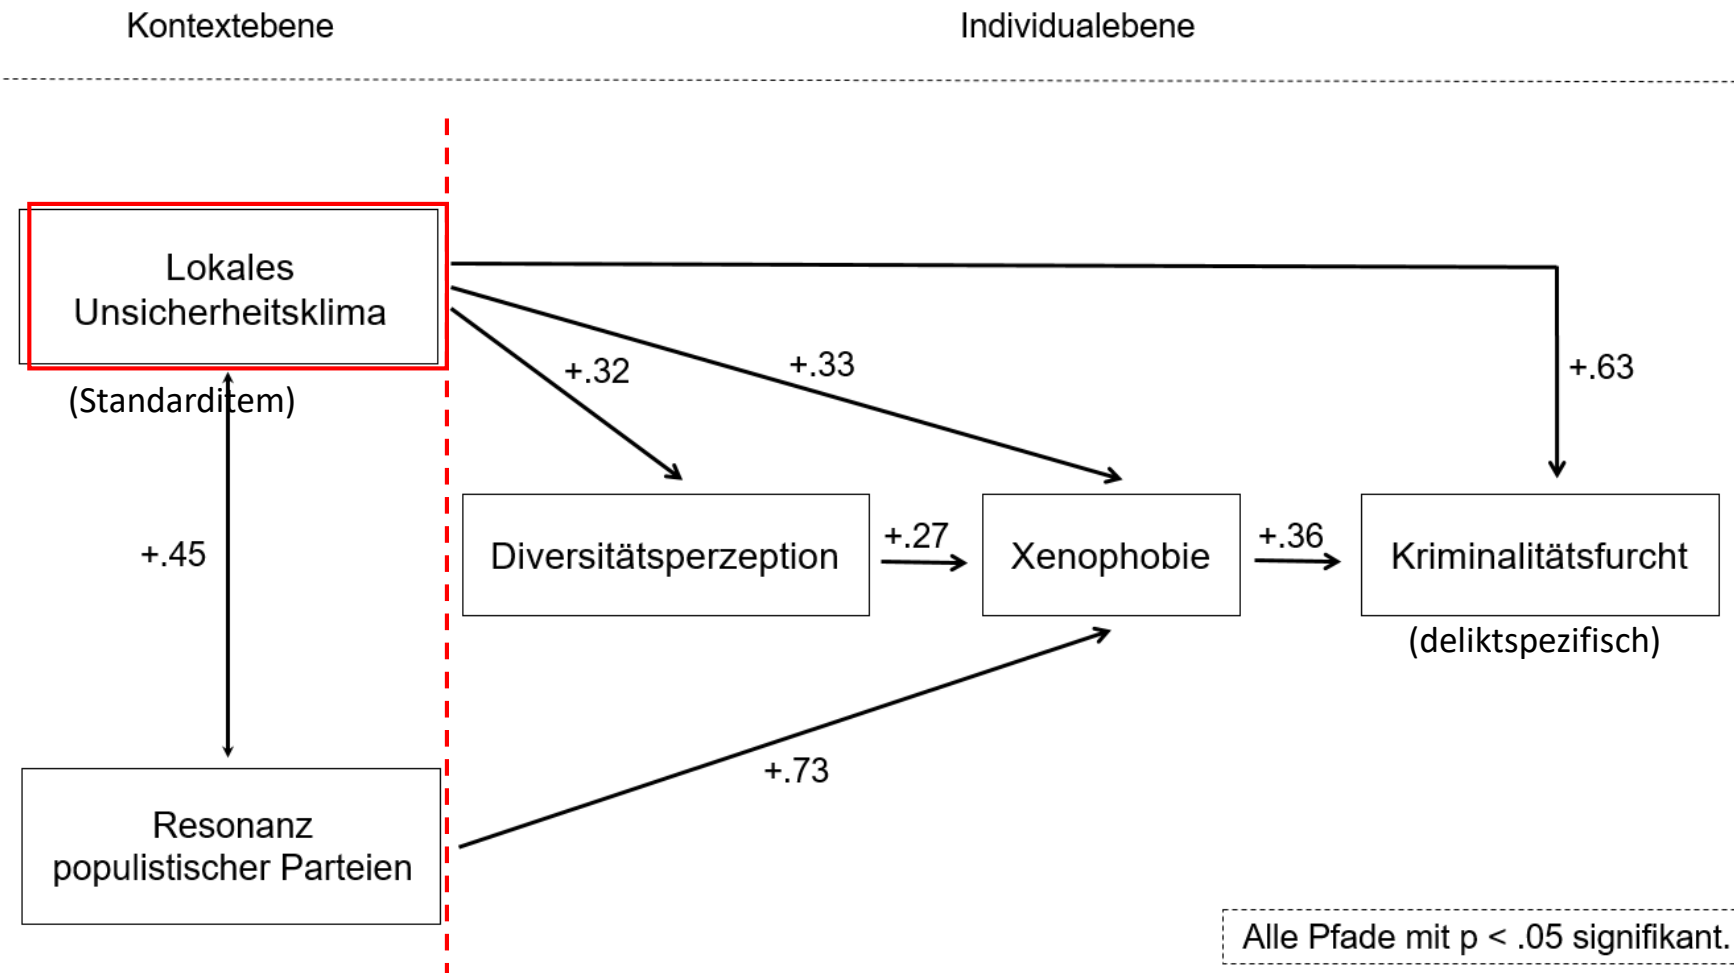 Kontextebene
Individualebene
Lokales
Unsicherheitsklima
(Standarditem)
+.32
+.33
+.63
+.45
Diversitätsperzeption
+.27
Xenophobie
+.36
Kriminalitätsfurcht
(deliktspezifisch)
+.73
Resonanz
populistischer Parteien
Alle Pfade mit p < .05 signifikant.